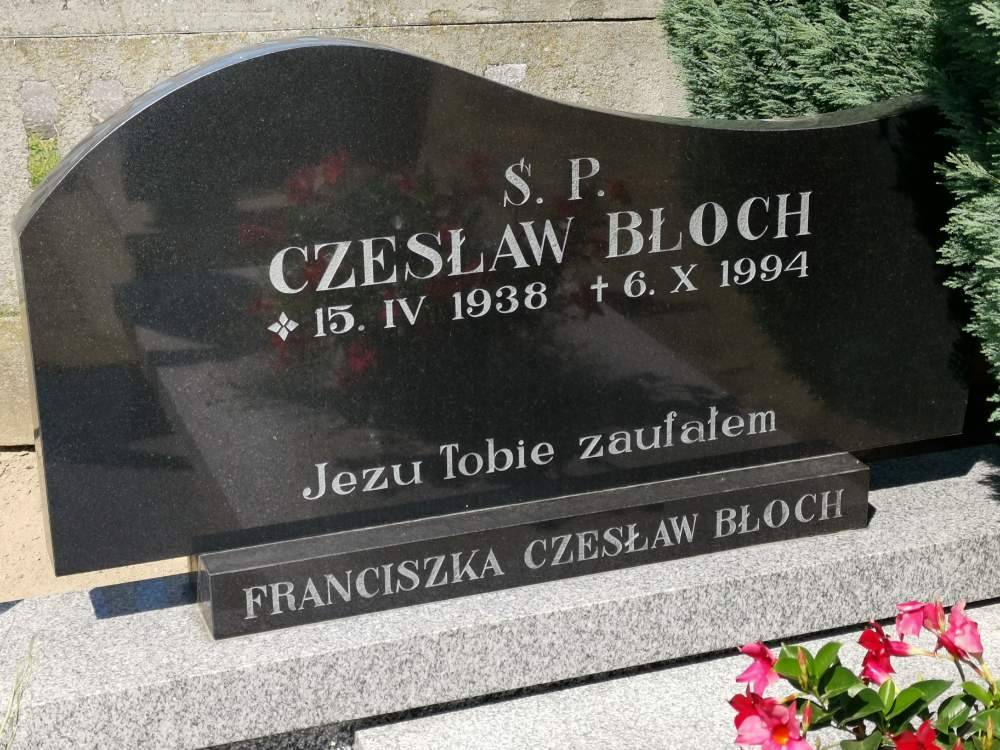 Ś. P.
CZESŁAW BŁOCH
15. IV 1938 ✝ 6. X 1994
Jezu Tobie zaufałem
FRANCISZKA CZESŁAW BŁOCH